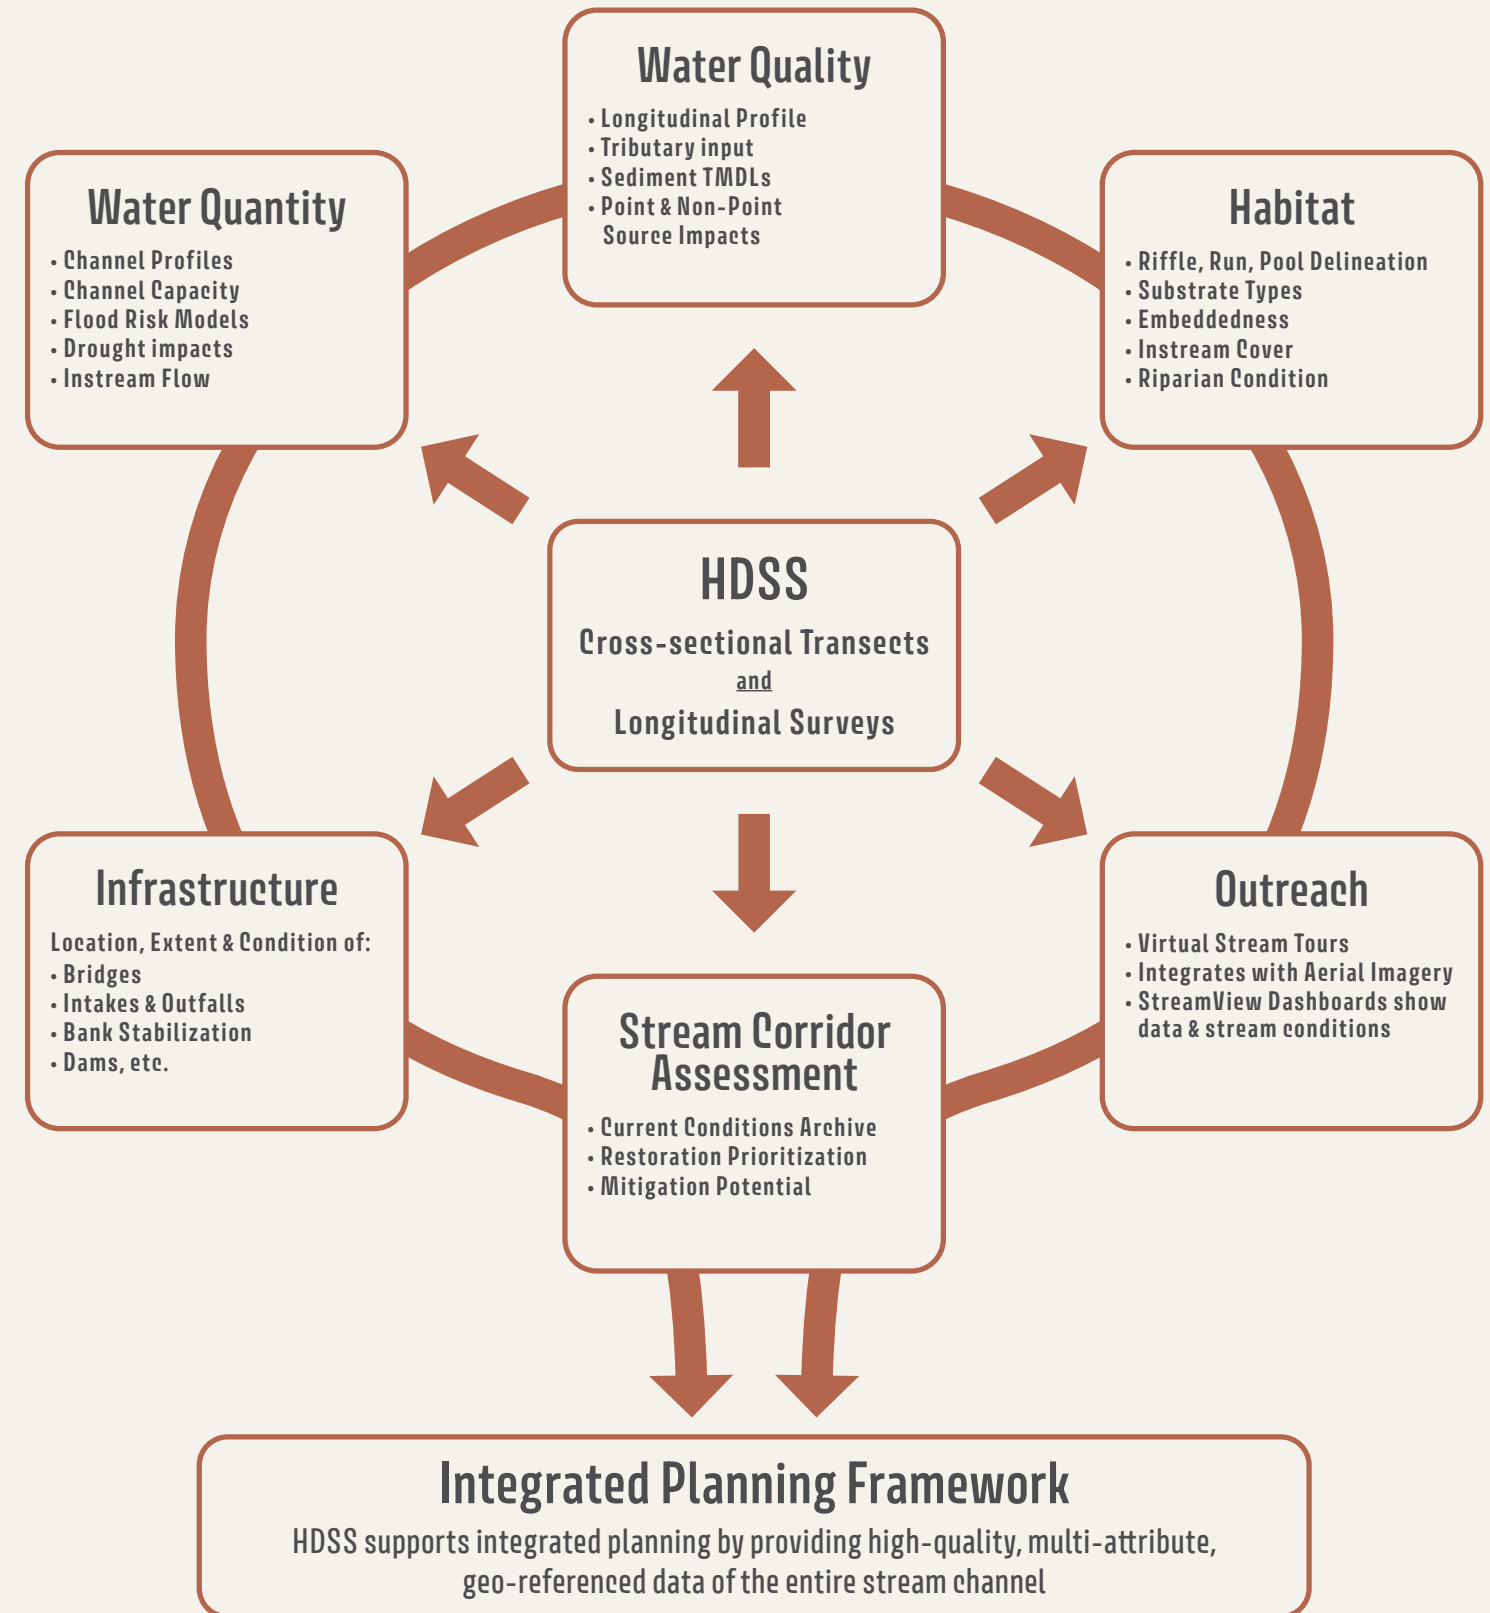 Water Quality
• Longitudinal Profile
• Tributary input
• Sediment TMDLs
• Point & Non-Point
Source Impacts
Water Quantity
• Channel Profiles
• Channel Capacity
• Flood Risk Models
• Drought impacts
• Instream Flow
Habitat
• Riffle, Run, Pool Delineation
• Substrate Types
• Embeddedness
• Instream Cover
• Riparian Condition
HDSS
Cross-sectional Transects
and
Longitudinal Surveys
Infrastructure
Location, Extent & Condition of:
• Bridges
• Intakes & Outfalls
• Bank Stabilization
• Dams, etc.
Outreach
• Virtual Stream Tours
• Integrates with Aerial Imagery
• StreamView Dashboards show
data & stream conditions
Stream Corridor
Assessment
• Current Conditions Archive
• Restoration Prioritization
• Mitigation Potential
Integrated Planning Framework
HDSS supports integrated planning by providing high-quality, multi-attribute,
geo-referenced data of the entire stream channel